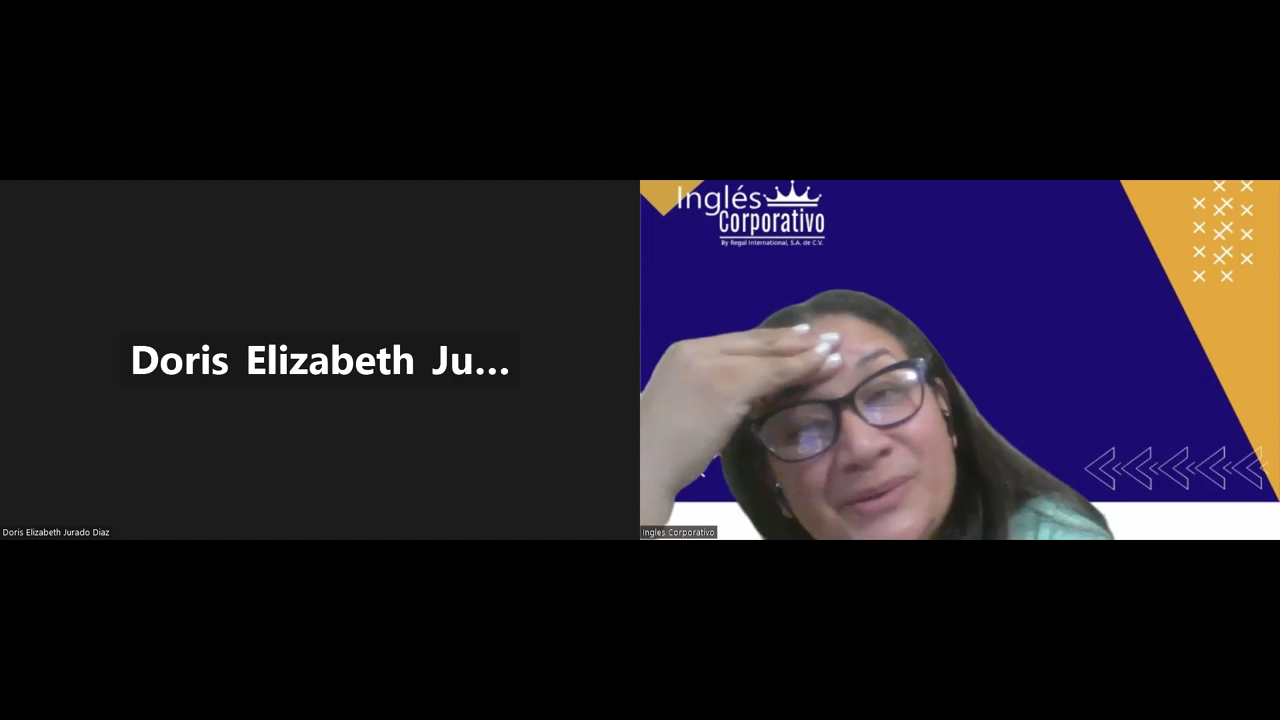 Doris Elizabeth Ju...
Doris Elizabeth Jurado Diaz
Inglés
Corporativo
By Regal International, S.A. de C.V.
Ingles Corporativo